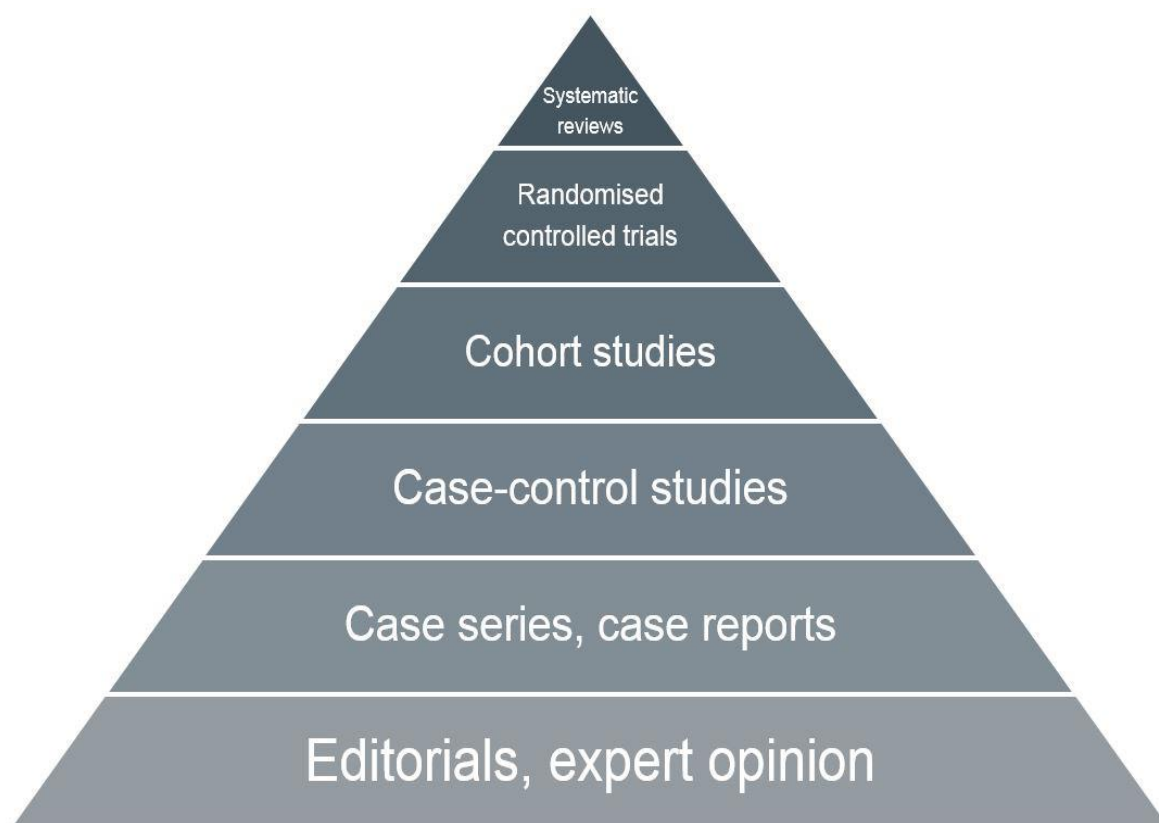 Systematic
reviews
Randomised
controlled trials
Cohort studies
Case-control studies
Case series, case reports
Editorials, expert opinion